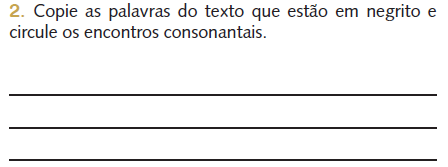 2. Copie as palavras do texto que estão em negrito e
circule os encontros consonantais.